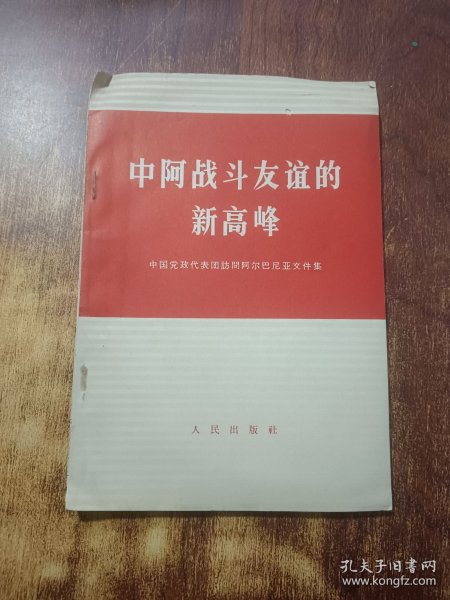 中阿战斗友谊的
新高峰
中国党政代表团訪問阿尔巴尼亚文件集
人民出版社
孔夫子旧书网
www.kongfz.com